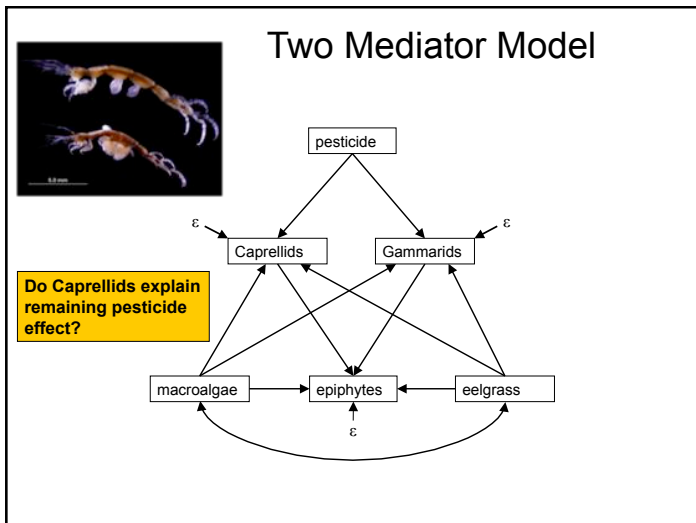 Two Mediator Model
5.0 mm
pesticide
ε
ε
Caprellids
Gammarids
Do Caprellids explain
remaining pesticide
effect?
macroalgae
epiphytes
eelgrass
ε